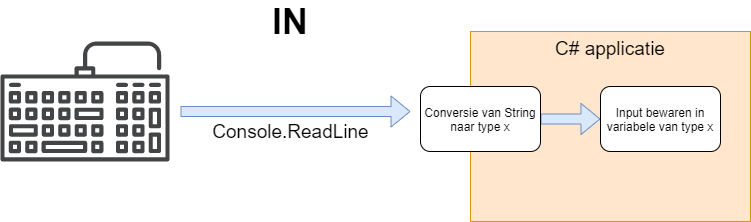 IN
C# applicatie
Console.ReadLine
Conversie van String
naar type x
Input bewaren in
variabele van type x